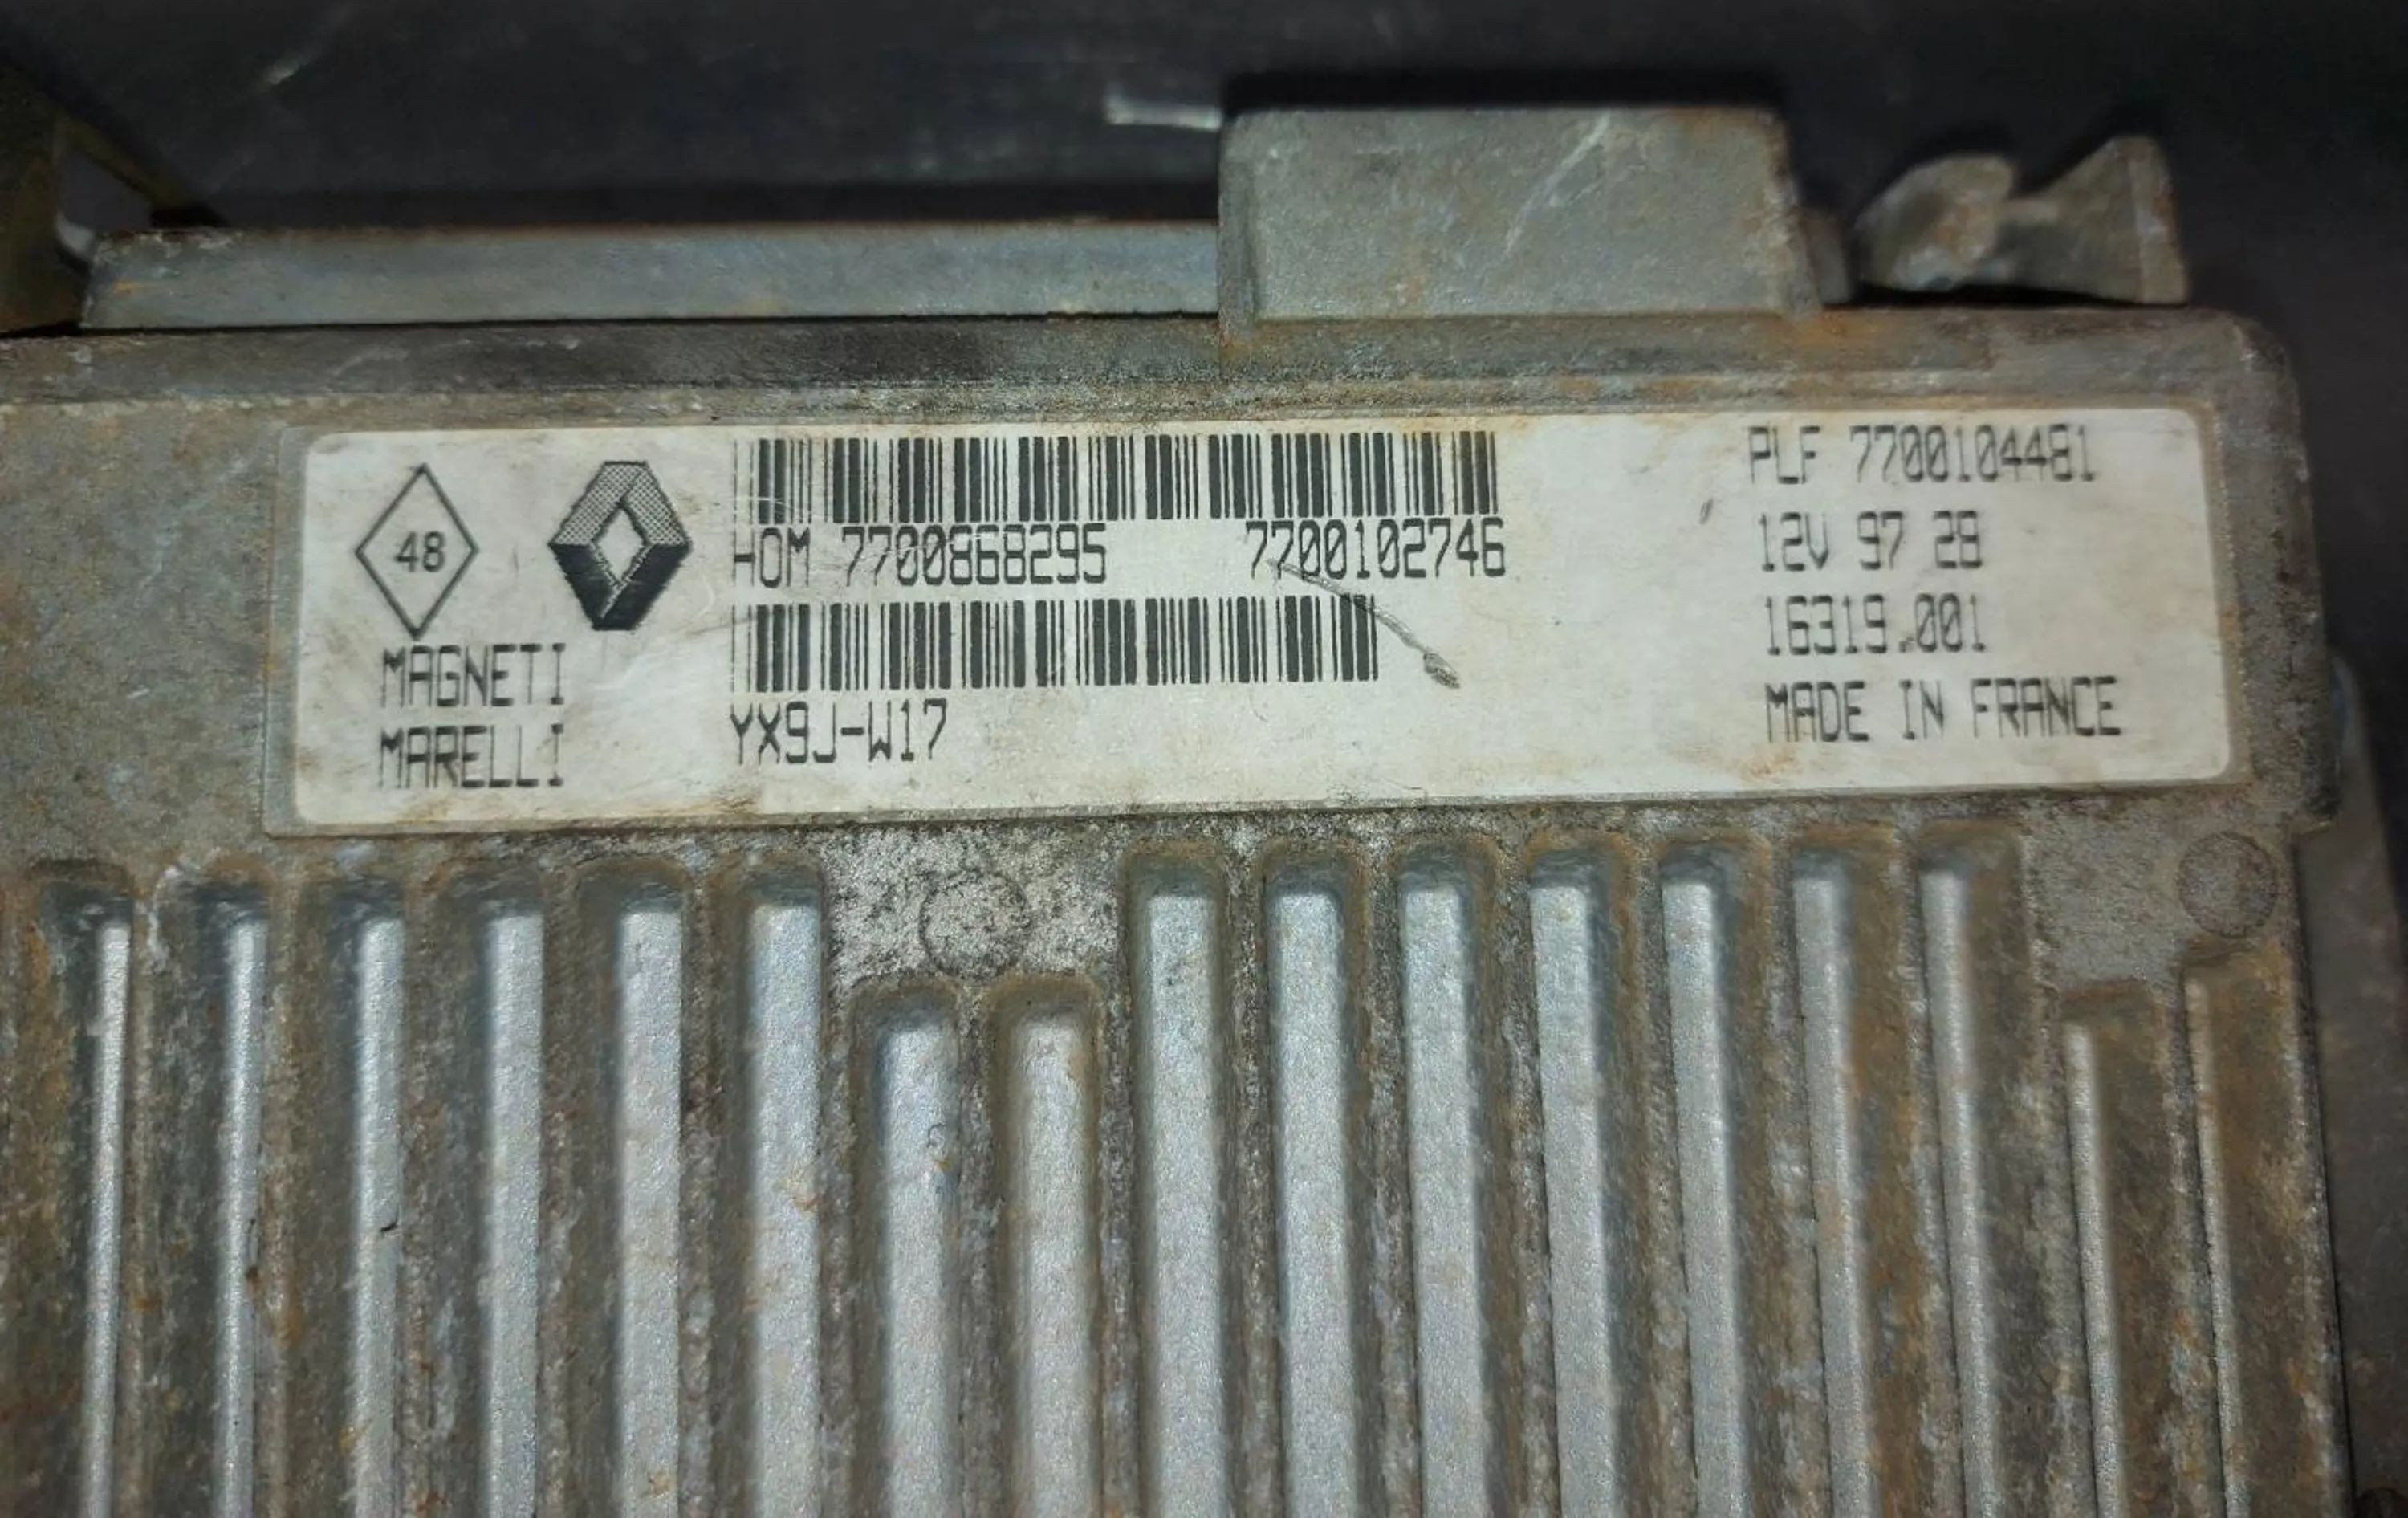 48
MAGNETI
MARELLI
HOM 7700868295 7700102746
YX9J-W17
PLF 7700104481
12V 97 28
16319.001
MADE IN FRANCE